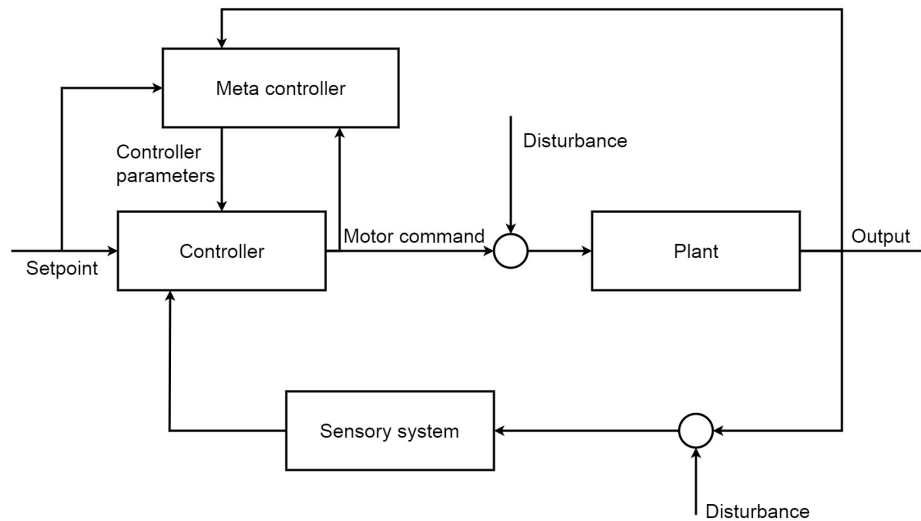 Meta controller
Disturbance
Controller
parameters
Controller
Motor command
Plant
Output
Setpoint
Sensory system
Disturbance